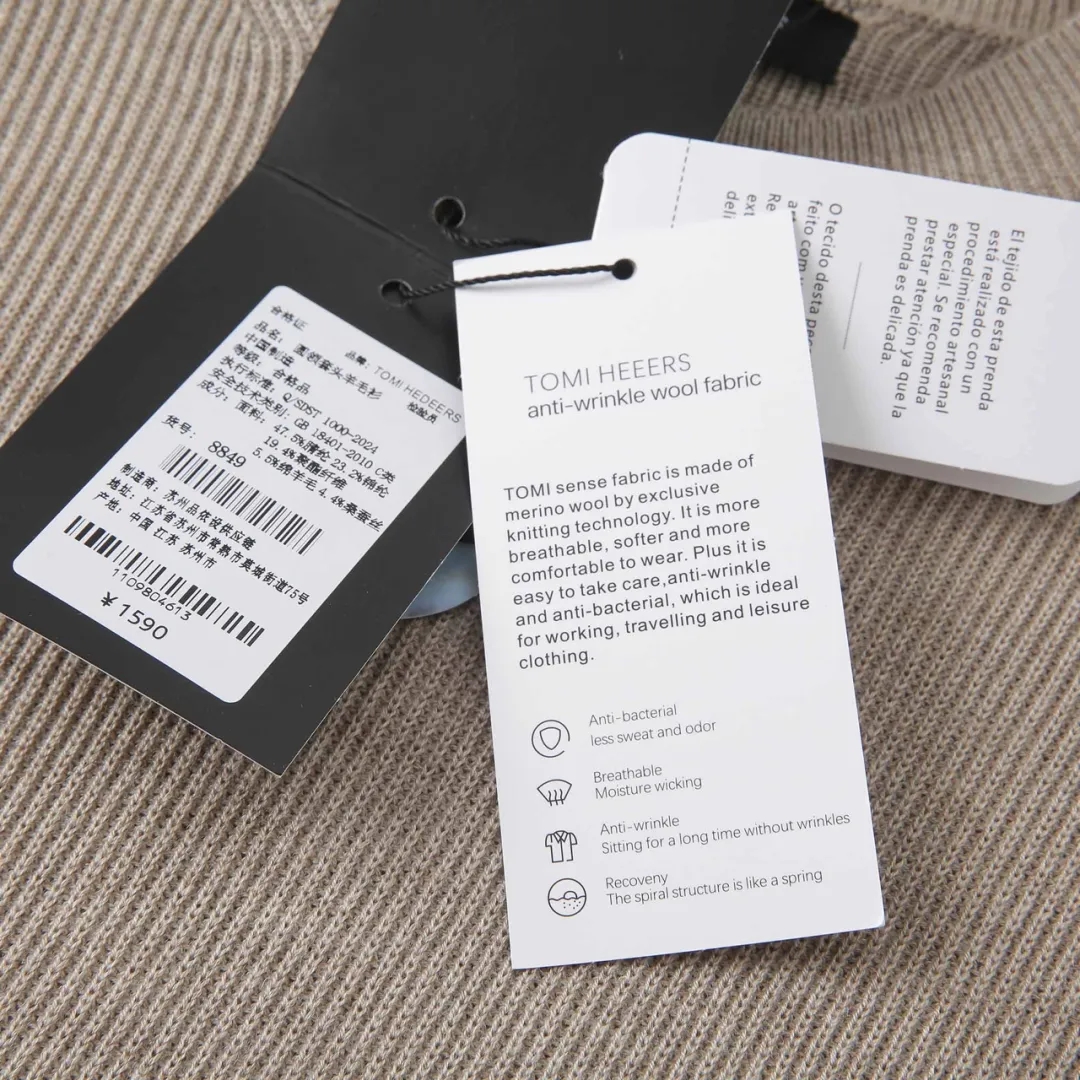 合格证
品牌: TOMI HEDEERS
品名: 圆领套头羊毛衫
中国制造
检验员
等级: 合格品
执行标准: Q/SDST 1000-2024
安全技术类别: GB 18401-2010 C类
成分: 面料: 47.5%腈纶 23.2%锦纶
19.4%聚酯纤维
5.5%绵羊毛 4.4%桑蚕丝
货号: 8849
制造商: 苏州品依设供应链
地址: 江苏省苏州市常熟市莫城街道75号
产地: 中国 江苏 苏州市
1109804613
¥1590
TOMI HEEERS
anti-wrinkle wool fabric
TOMI sense fabric is made of
merino wool by exclusive
knitting technology. It is more
breathable, softer and more
comfortable to wear. Plus it is
easy to take care,anti-wrinkle
and anti-bacterial, which is ideal
for working, travelling and leisure
clothing.
Anti-bacterial
less sweat and odor
Breathable
Moisture wicking
Anti-wrinkle
Sitting for a long time without wrinkles
Recoveny
The spiral structure is like a spring
El tejido de esta prenda
está realizado con un
procedimiento artesanal
especial. Se recomenda
prestar atención ya que la
prenda es delicada.
O tecido desta
feito com